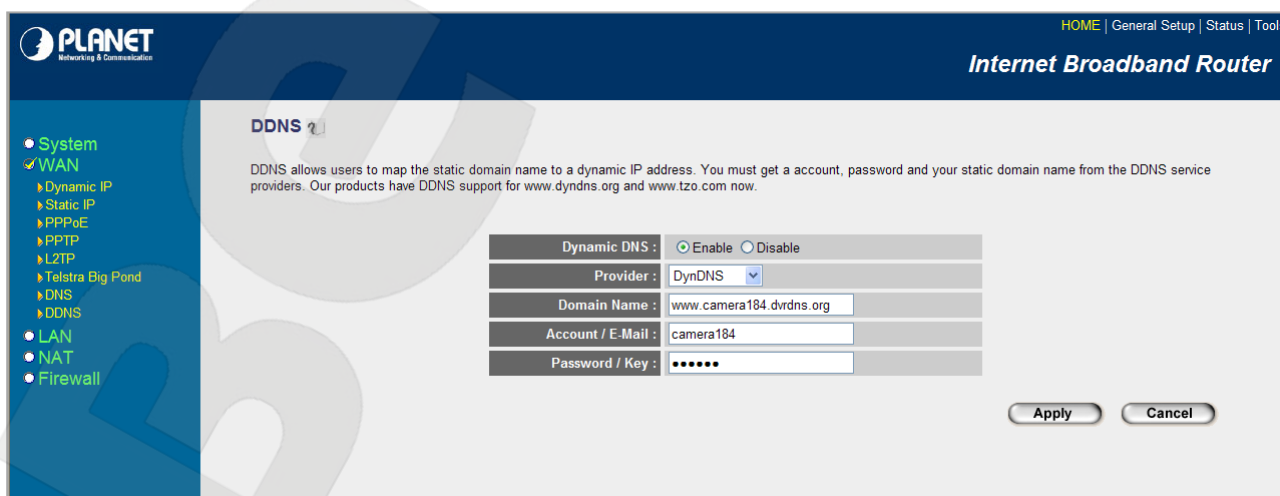 PLANET
Networking & Communication
HOME | General Setup | Status | Tool
Internet Broadband Router
System
WAN
Dynamic IP
Static IP
PPPoE
PPTP
L2TP
Telstra Big Pond
DNS
DDNS
LAN
NAT
Firewall
DDNS
DDNS allows users to map the static domain name to a dynamic IP address. You must get a account, password and your static domain name from the DDNS service
providers. Our products have DDNS support for www.dyndns.org and www.tzo.com now.
Dynamic DNS : Enable Disable
Provider : DynDNS
Domain Name : www.camera184.dvrdns.org
Account / E-Mail : camera184
Password / Key : ••••••
Apply Cancel